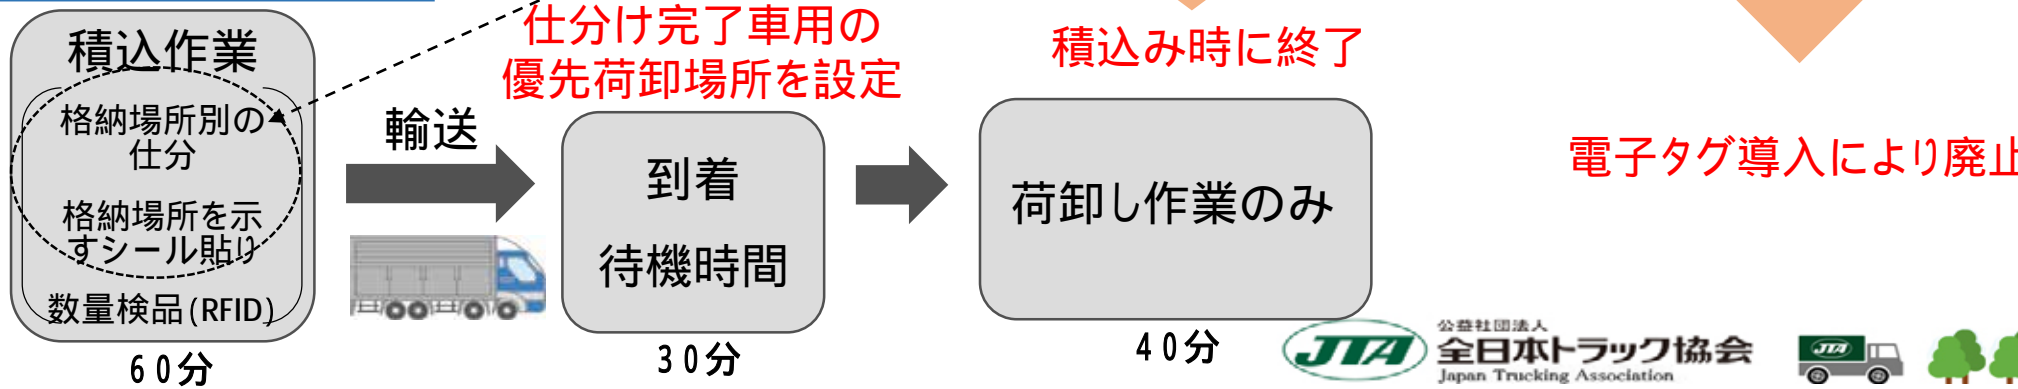 積込作業
格納場所別の
仕分
格納場所を示
すシール貼り
数量検品(RFID)
60分
輸送
仕分け完了車用の
優先荷卸場所を設定
到着
待機時間
30分
積込み時に終了
荷卸し作業のみ
40分
電子タグ導入により廃止
JTA
公益社団法人
全日本トラック協会
Japan Trucking Association
JTA